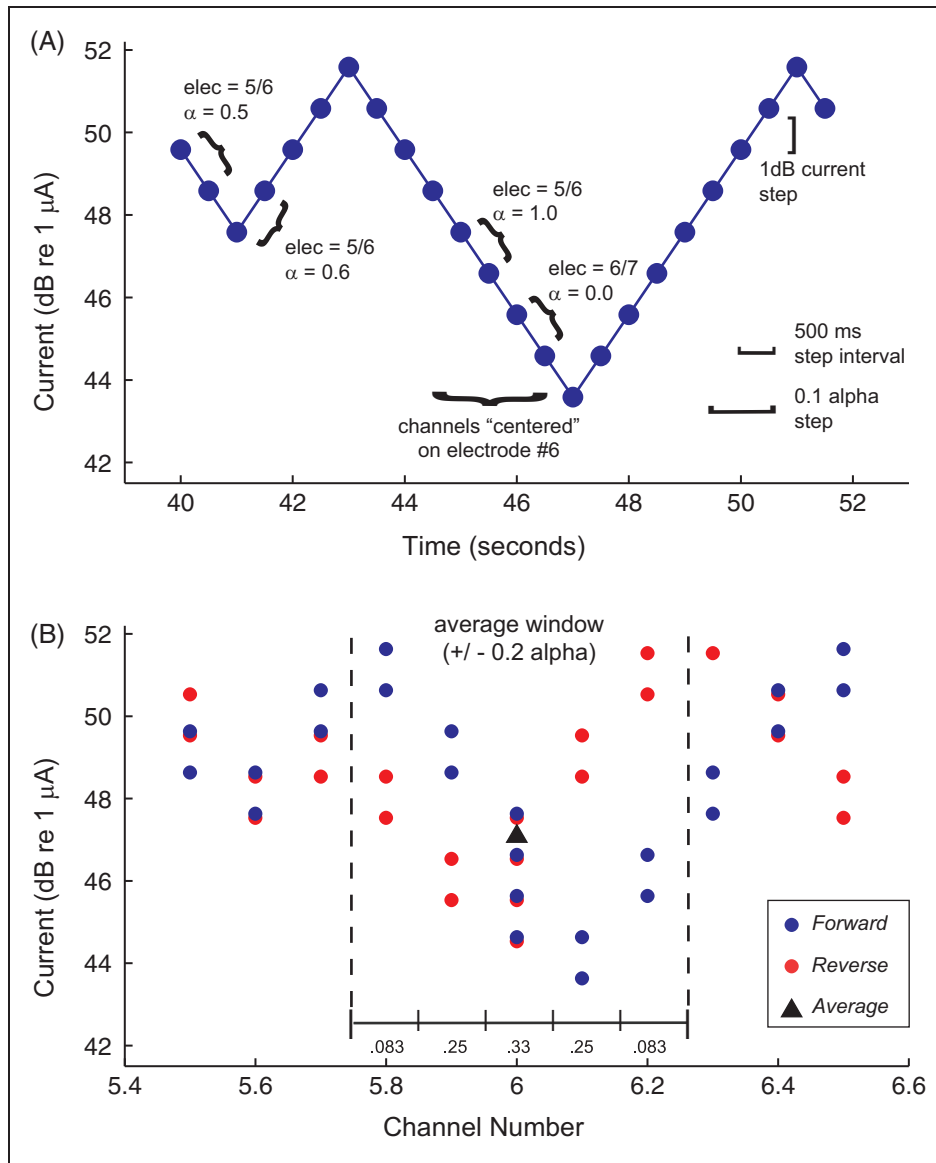 (A)
52
50
48
46
44
42
Current (dB re 1 μA)
elec = 5/6
α = 0.5
elec = 5/6
α = 0.6
elec = 5/6
α = 1.0
elec = 6/7
α = 0.0
1dB current
step
500 ms
step interval
0.1 alpha
step
channels “centered”
on electrode #6
40 42 44 46 48 50 52
Time (seconds)
(B)
52
50
48
46
44
42
Current (dB re 1 μA)
average window
(+/ - 0.2 alpha)
Forward
Reverse
Average
.083 .25 .33 .25 .083
5.4 5.6 5.8 6 6.2 6.4 6.6
Channel Number